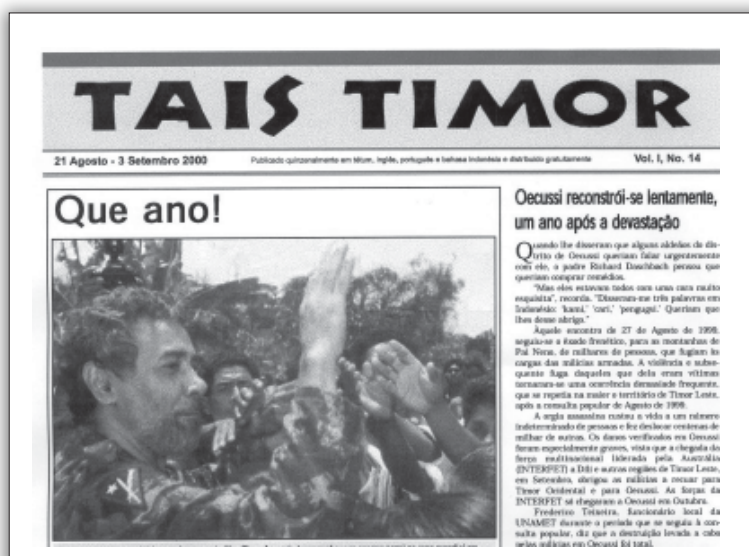 TAIS TIMOR
21 Agosto - 3 Setembro 2000
Publicado quinzenalmente em tétum, inglês, português e bahasa indonésia e distribuido gratuitamente
Vol. I, No. 14
Que ano!
Oecussi reconstrói-se lentamente,
um ano após a devastação
Quando lhe disseram que alguns aldeões do dis-
trito de Oecussi queriam falar urgentemente
com ele, o padre Richard Daschbach pensou que
queriam comprar remédios.
"Mas eles estavam todos com uma cara muito
esquisita", recorda. "Disseram-me três palavras em
Indonésio: 'kami,' 'cari,' 'pengugsi.' Queriam que
lhes desse abrigo."
Àquele encontro de 27 de Agosto de 1999,
seguiu-se o êxodo frenético, para as montanhas de
Pai Nono, de milhares de pessoas, que fugiam às
cargas das milícias armadas. A violência e subse-
quente fuga daqueles que dela eram vítimas
tornaram-se uma ocorrência demasiado frequente,
que se repetia na maior o território de Timor Leste,
após a consulta popular de Agosto de 1999.
A orgia assassina custou a vida a um número
indeterminado de pessoas e fez deslocar centenas de
milhar de outras. Os danos verificados em Oecussi
foram especialmente graves, visto que a chegada da
força multinacional liderada pela Austrália
(INTERFET) a Díli e outras regiões de Timor Leste,
em Setembro, obrigou as milícias a recuar para
Timor Ocidental e para Oecussi. As forças da
INTERFET só chegaram a Oecussi em Outubro.
Frederico Teixeira, funcionário local da
UNAMET durante o período que se seguiu à con-
sulta popular, diz que a destruição levada a cabo
pelas milícias em Oecussi foi total.